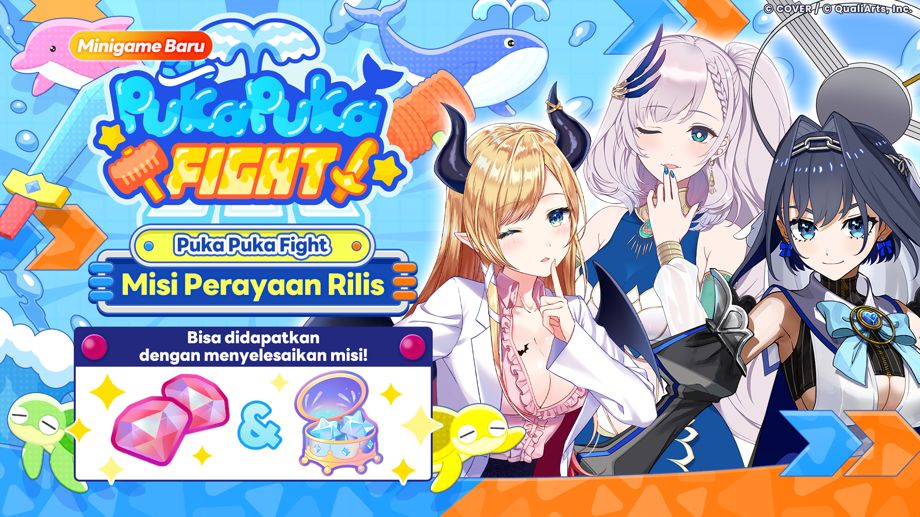 © COVER / © QualiArts, Inc.
Minigame Baru
PukaPuka
FIGHT
Puka Puka Fight
Misi Perayaan Rilis
Bisa didapatkan
dengan menyelesaikan misi!
&